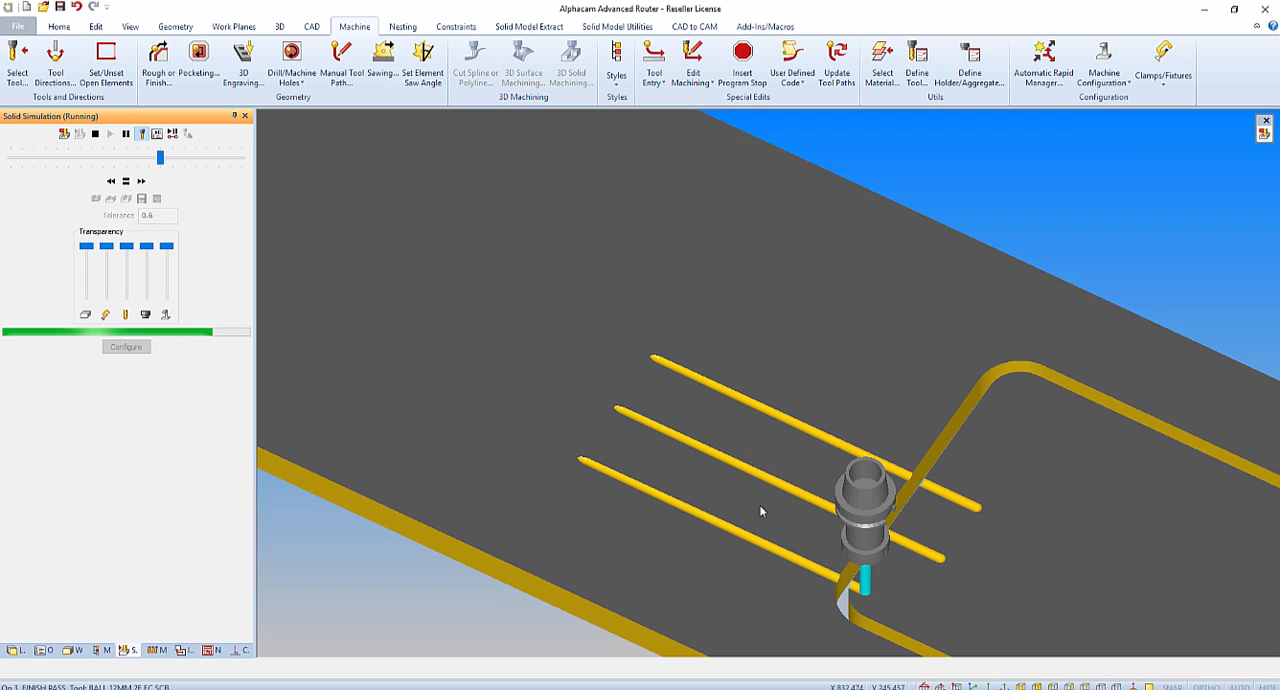 Alphacam Advanced Router - Reseller License
File Home Edit View Geometry Work Planes 3D CAD Machine Nesting Constraints Solid Model Extract Solid Model Utilities CAD to CAM Add-Ins/Macros
Select Tool... Tool Directions... Set/Unset Open Elements Rough or Finish... Pocketing... 3D Engraving... Drill/Machine Holes Manual Tool Path... Sawing... Set Element Saw Angle Cut Spline or Polyline... 3D Surface Machining... 3D Solid Machining... Styles Tool Entry Edit Machining Insert Program Stop User Defined Code Update Tool Paths Select Material... Define Tool... Define Holder/Aggregate... Automatic Rapid Manager... Machine Configuration Clamps/Fixtures
Tools and Directions Geometry 3D Machining Styles Special Edits Utils Configuration
Solid Simulation (Running)
Tolerance 0.6
Transparency
Configure
L. O W M S. M I.. N C.
Op 3 FINISH PASS Tool: BALL 12MM 2F FC SCB X 832.474 Y 245.457 SNAP ORTHO AUTO HIDE